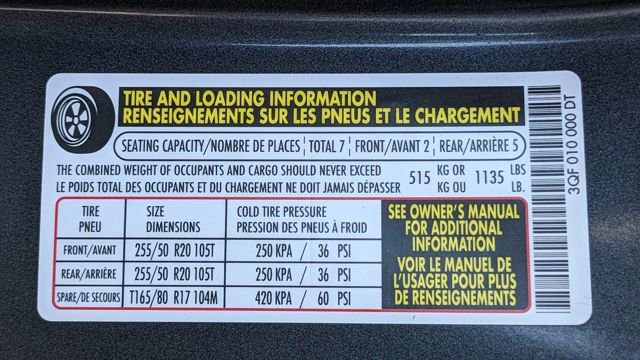 TIRE AND LOADING INFORMATION
RENSEIGNEMENTS SUR LES PNEUS ET LE CHARGEMENT
SEATING CAPACITY/NOMBRE DE PLACES TOTAL 7 FRONT/AVANT 2 REAR/ARRIÈRE 5
THE COMBINED WEIGHT OF OCCUPANTS AND CARGO SHOULD NEVER EXCEED 515 KG OR 1135 LBS
LE POIDS TOTAL DES OCCUPANTS ET DU CHARGEMENT NE DOIT JAMAIS DÉPASSER KG OU LB.
TIRE SIZE COLD TIRE PRESSURE
PNEU DIMENSIONS PRESSION DES PNEUS À FROID
FRONT/AVANT 255/50 R20 105T 250 KPA / 36 PSI
REAR/ARRIÈRE 255/50 R20 105T 250 KPA / 36 PSI
SPARE/DE SECOURS T165/80 R17 104M 420 KPA / 60 PSI
SEE OWNER'S MANUAL
FOR ADDITIONAL
INFORMATION
VOIR LE MANUEL DE
L'USAGER POUR PLUS
DE RENSEIGNEMENTS
3QF 010 000 DT